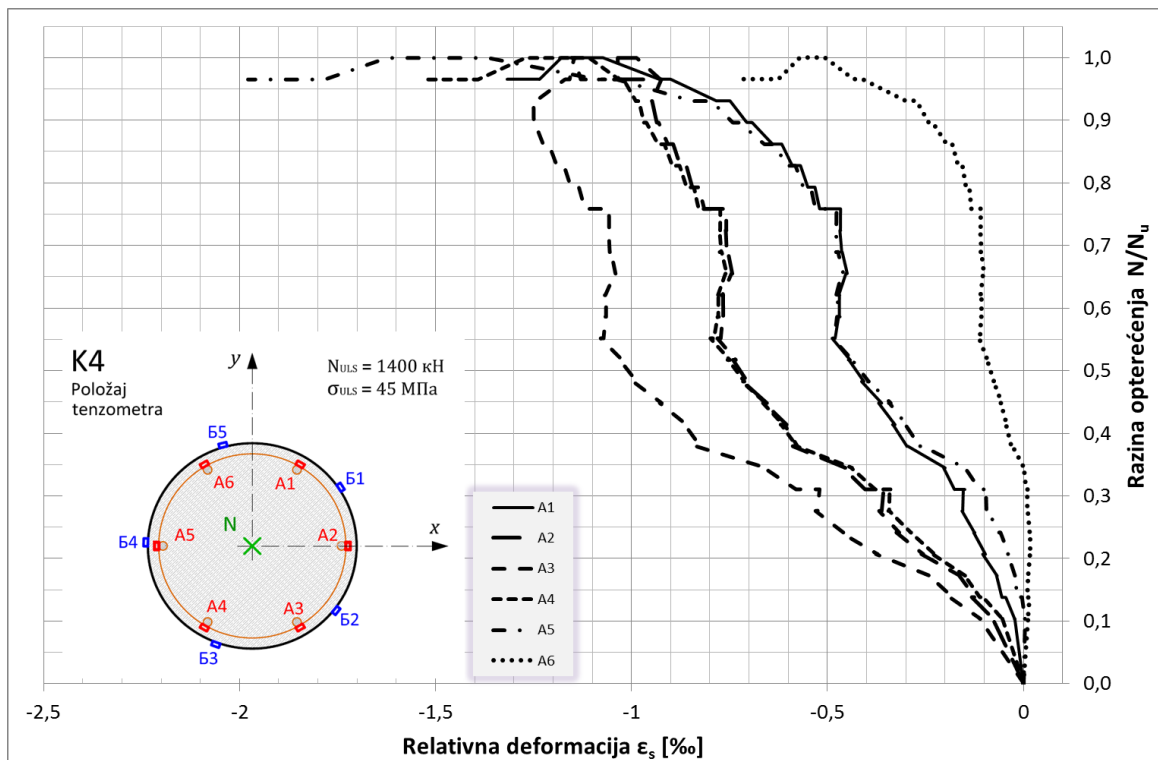 1,0
0,9
0,8
0,7
0,6
0,5
0,4
0,3
0,2
0,1
0,0
Razina opterećenja N/Nu
K4
Položaj
tenzometra
y
NULS = 1400 кН
σULS = 45 МПа
Б5
Б1
A6
A1
N
x
Б4
A5
A2
A4
A3
Б2
Б3
A1
A2
A3
A4
A5
A6
-2,5
-2
-1,5
-1
-0,5
0
Relativna deformacija εs [‰]